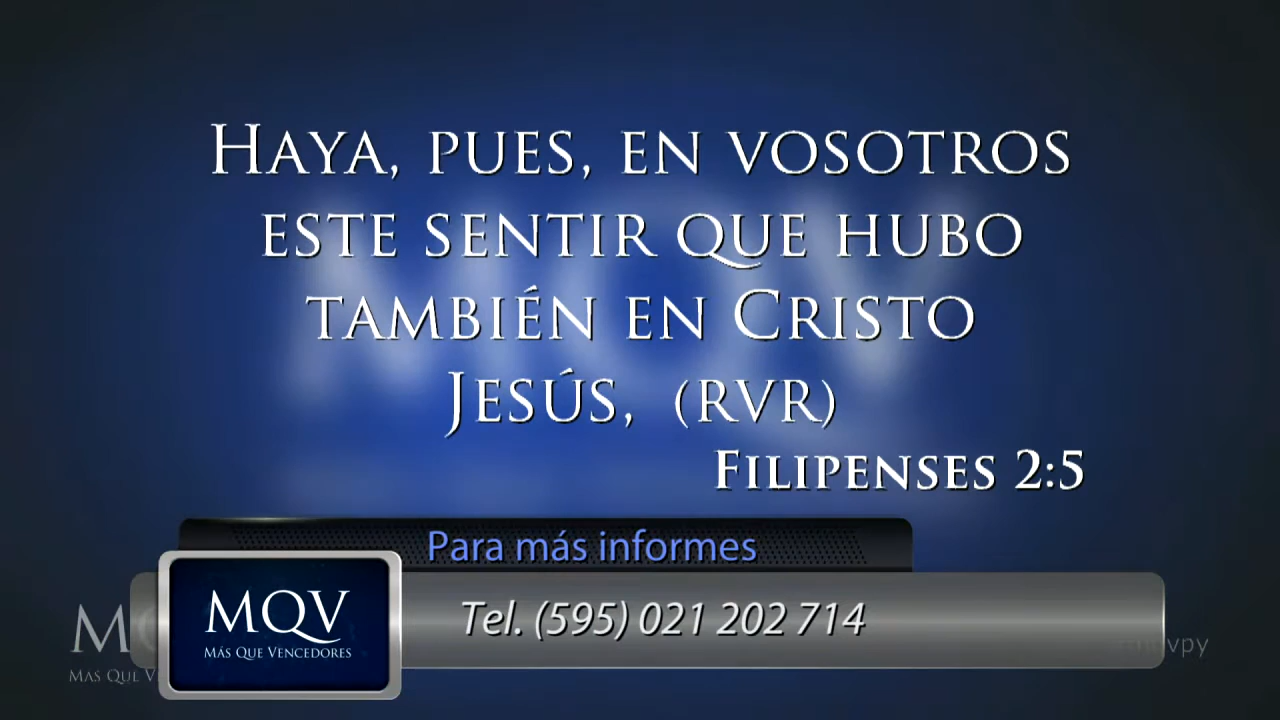 Haya, pues, en vosotros
este sentir que hubo
también en Cristo
Jesús, (RVR)
Filipenses 2:5
Para más informes
MQV
Más Que Vencedores
Tel. (595) 021 202 714